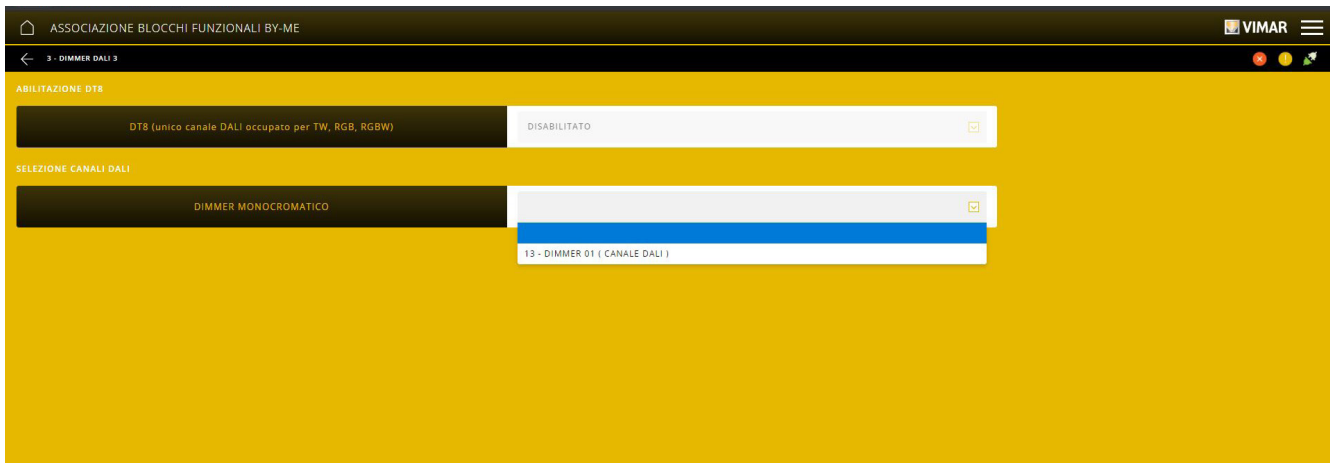 ASSOCIAZIONE BLOCCHI FUNZIONALI BY-ME
VIMAR
3 - DIMMER DALI 3
ABILITAZIONE DT8
DT8 (unico canale DALI occupato per TW, RGB, RGBW)
DISABILITATO
SELEZIONE CANALI DALI
DIMMER MONOCROMATICO
13 - DIMMER 01 ( CANALE DALI )